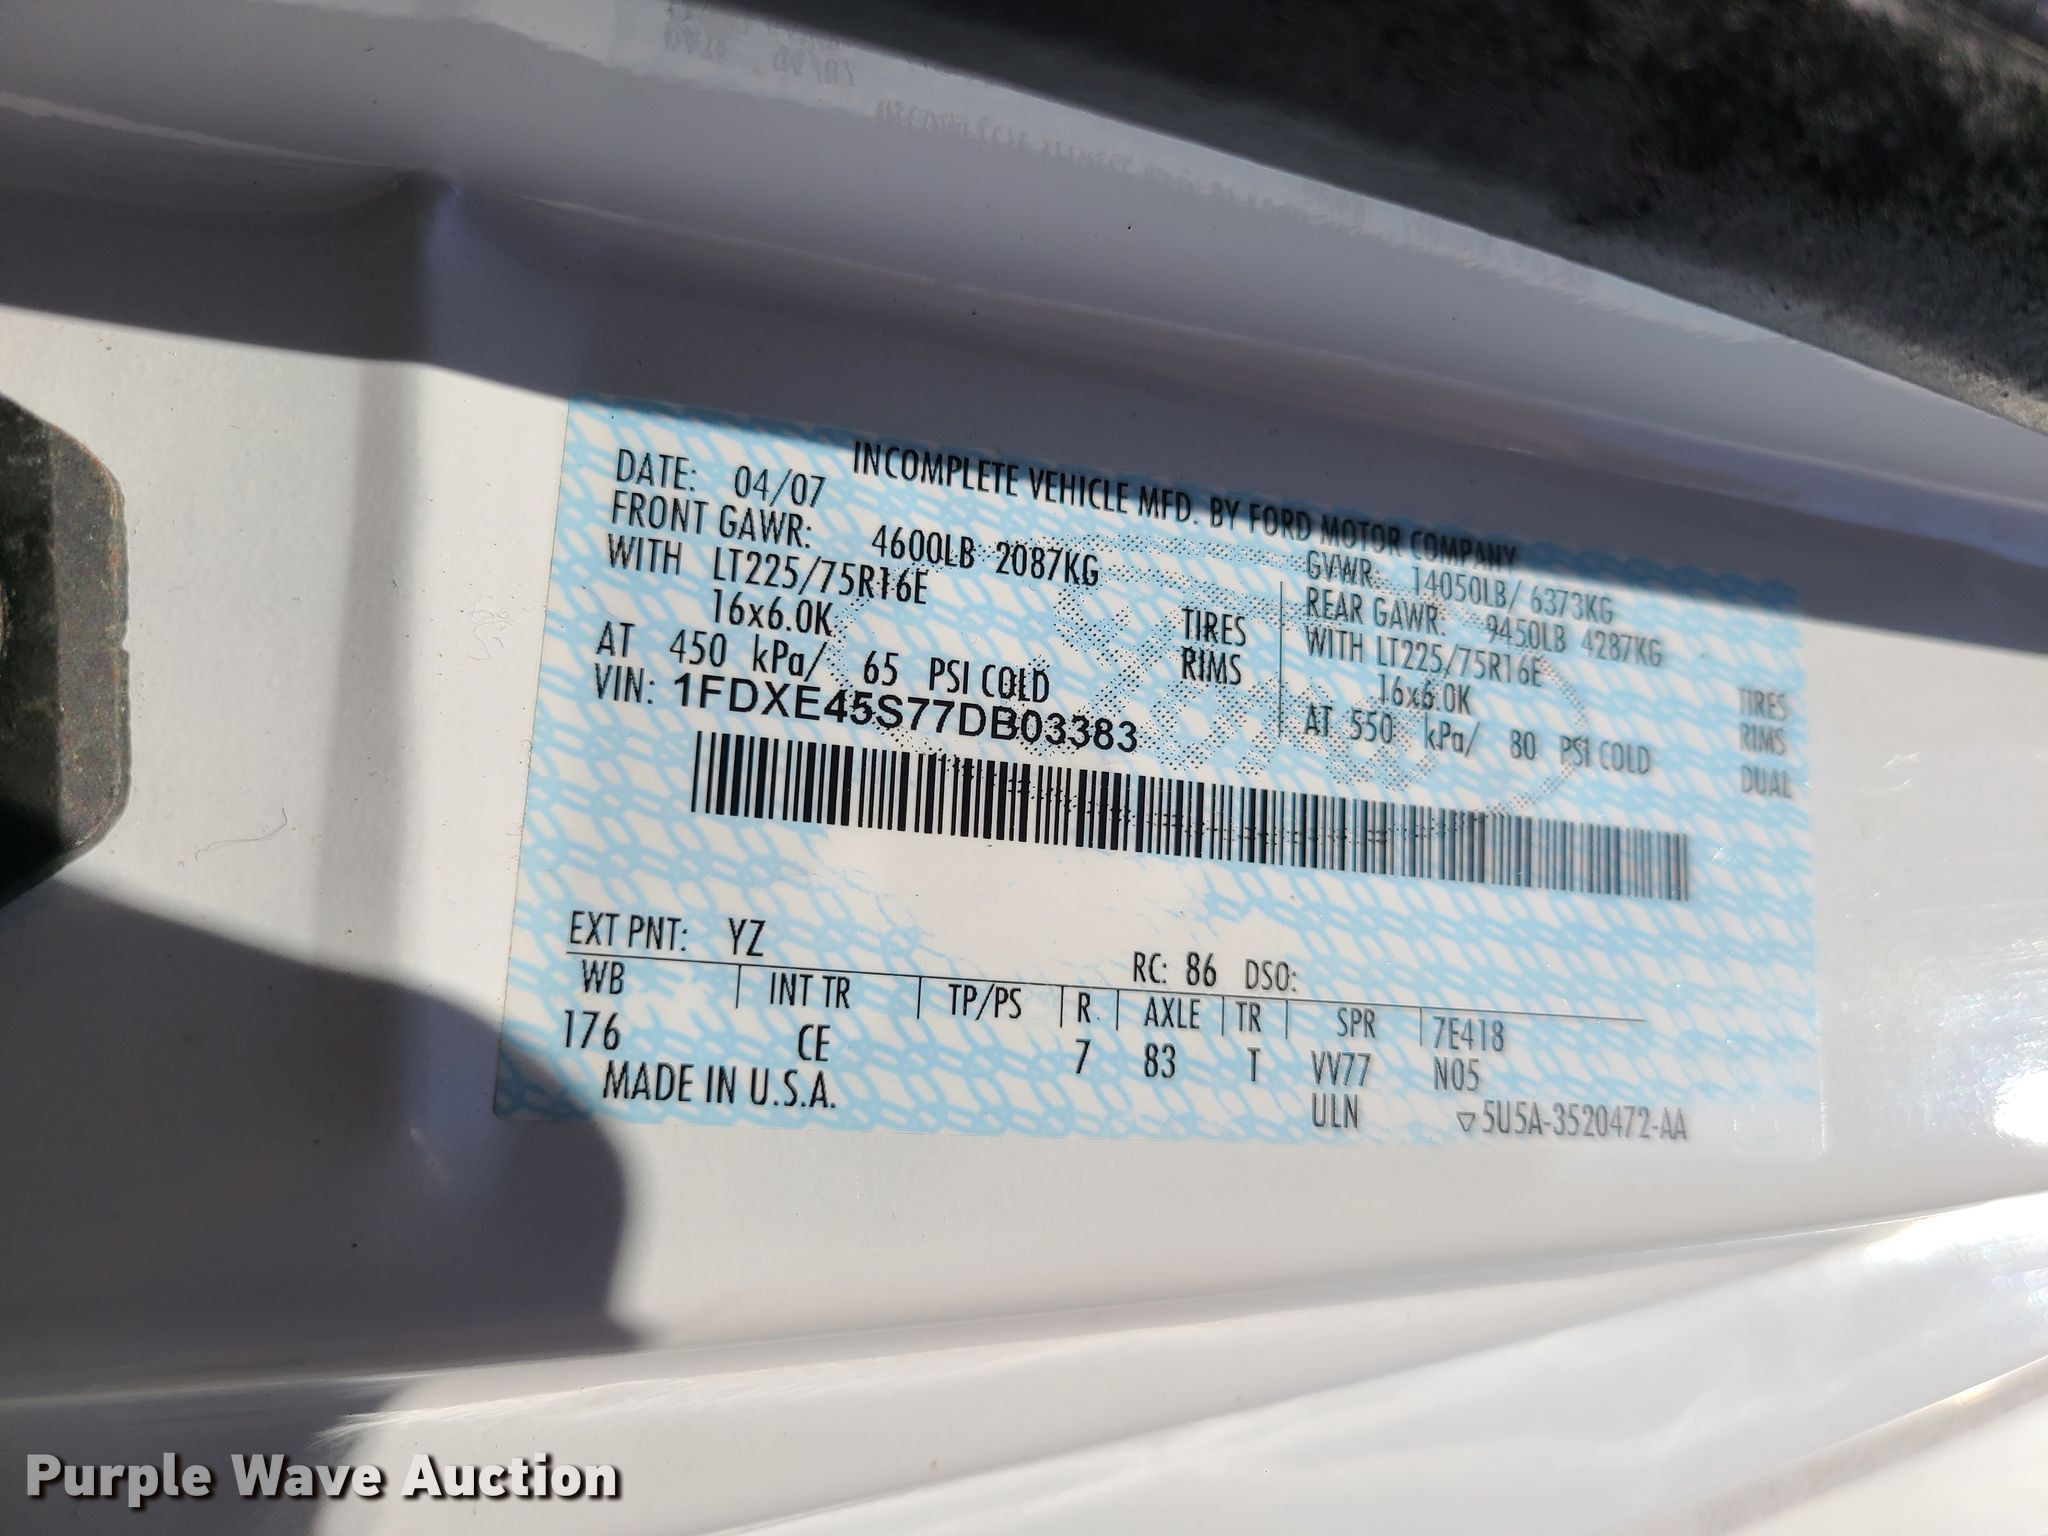 INCOMPLETE VEHICLE MFD. BY FORD MOTOR COMPANY
DATE: 04/07
GVWR: 14050LB/ 6373KG
FRONT GAWR: 4600LB 2087KG
REAR GAWR: 9450LB 4287KG
WITH LT225/75R16E TIRES
WITH LT225/75R16E TIRES
16x6.0K RIMS
16x6.0K RIMS
AT 450 kPa/ 65 PSI COLD
AT 550 kPa/ 80 PSI COLD DUAL
VIN: 1FDXE45S77DB03383
EXT PNT: YZ RC: 86 DSO:
WB INT TR TP/PS R AXLE TR SPR 7E418
176 CE 7 83 T VV77 N05
MADE IN U.S.A. ULN ▽5U5A-3520472-AA
Purple Wave Auction